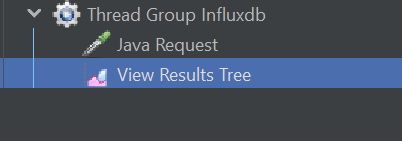 Thread Group Influxdb
Java Request
View Results Tree